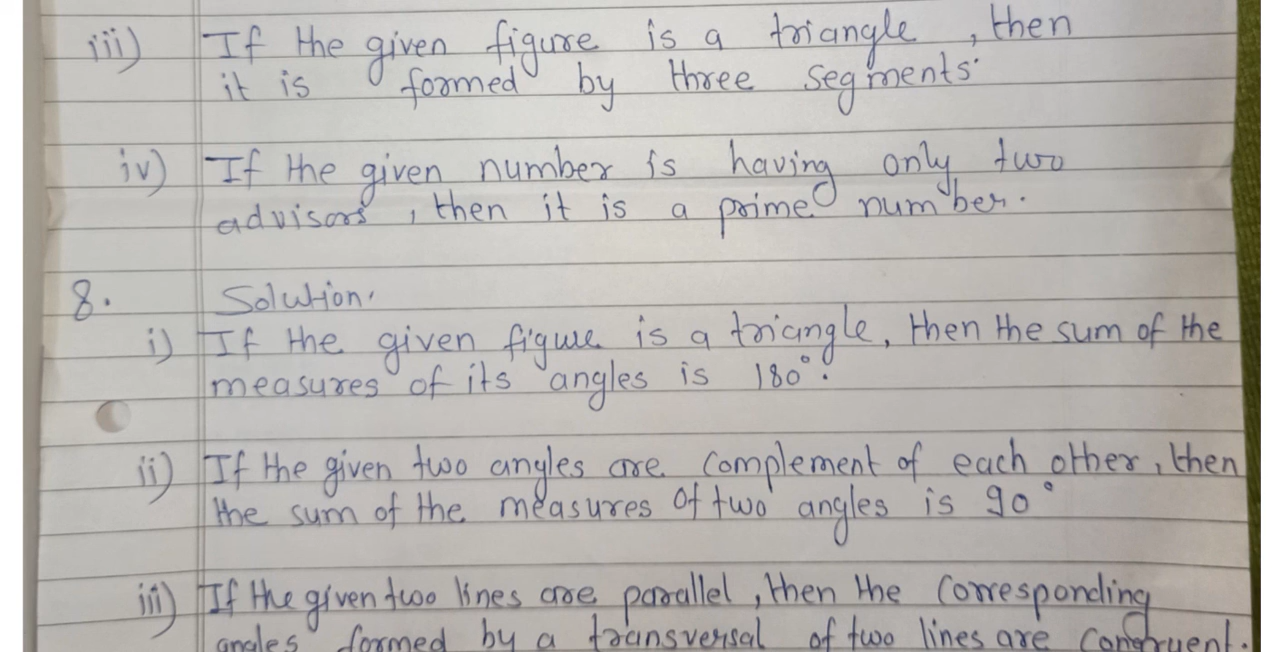 iii) If the given figure is a triangle, then
it is formed by three segments.
iv) If the given number is having only two
advisors, then it is a prime number.
8. Solution.
i) If the given figure is a triangle, then the sum of the
measures of its angles is 180°.
ii) If the given two angles are complement of each other, then
the sum of the measures of two angles is 90°
iii) If the given two lines are parallel, then the corresponding
angles formed by a transversal of two lines are congruent.